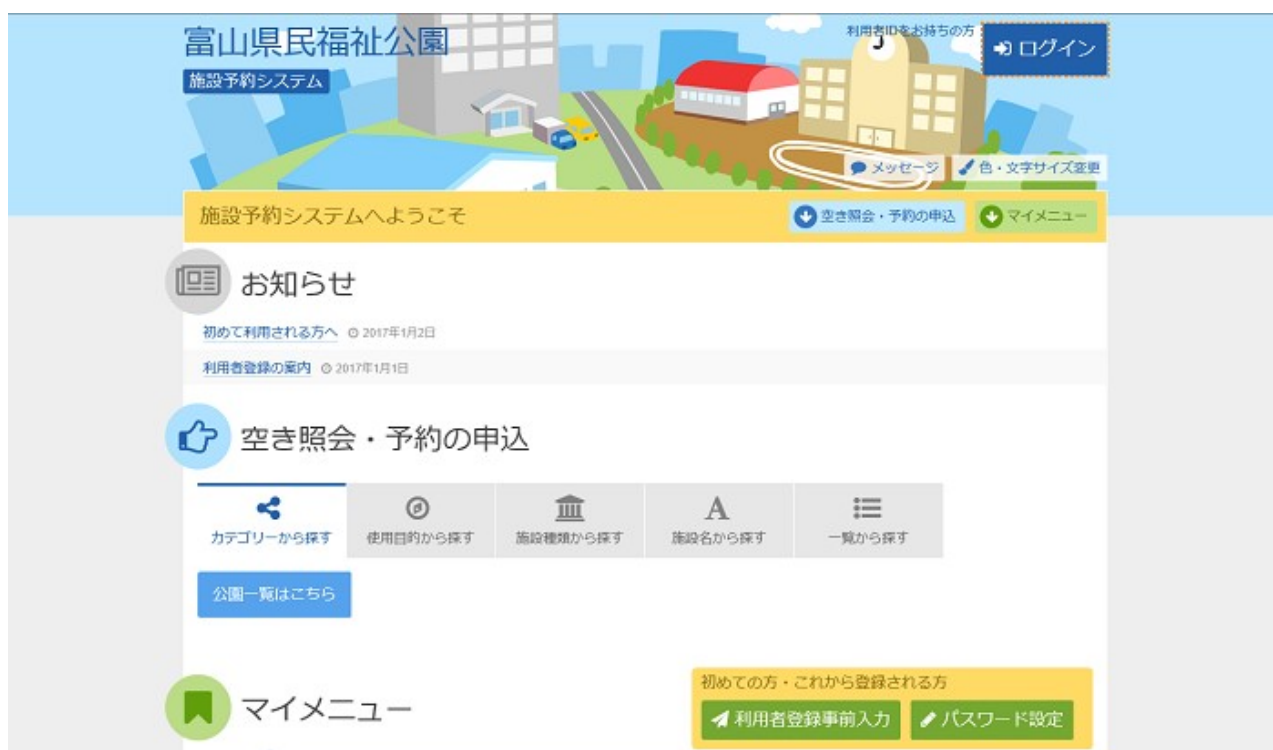 富山県民福祉公園
施設予約システム
利用者IDをお持ちの方
ログイン
メッセージ
色・文字サイズ変更
施設予約システムへようこそ
空き照会・予約の申込
マイメニュー
お知らせ
初めて利用される方へ 2017年1月2日
利用者登録の案内 2017年1月1日
空き照会・予約の申込
カテゴリーから探す
使用目的から探す
施設種類から探す
施設名から探す
一覧から探す
公園一覧はこちら
マイメニュー
初めての方・これから登録される方
利用者登録事前入力
パスワード設定